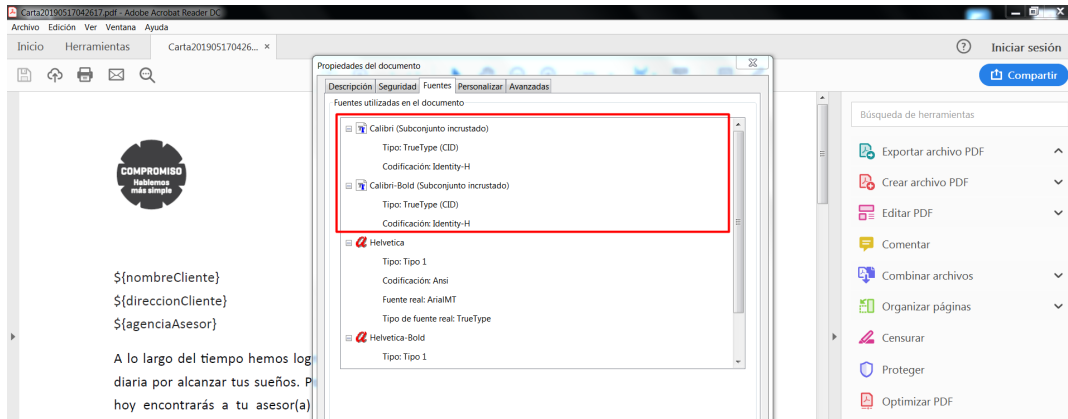 Carta20190517042617.pdf - Adobe Acrobat Reader DC
Archivo Edición Ver Ventana Ayuda
Inicio Herramientas Carta201905170426... × ? Iniciar sesión
Compartir
Propiedades del documento
Descripción Seguridad Fuentes Personalizar Avanzadas
Fuentes utilizadas en el documento
Calibri (Subconjunto incrustado)
Tipo: TrueType (CID)
Codificación: Identity-H
Calibri-Bold (Subconjunto incrustado)
Tipo: TrueType (CID)
Codificación: Identity-H
Helvetica
Tipo: Tipo 1
Codificación: Ansi
Fuente real: ArialMT
Tipo de fuente real: TrueType
Helvetica-Bold
Tipo: Tipo 1
COMPROMISO
Hablemos
más simple
${nombreCliente}
${direccionCliente}
${agenciaAsesor}
A lo largo del tiempo hemos log
diaria por alcanzar tus sueños. P
hoy encontrarás a tu asesor(a)
Búsqueda de herramientas
Exportar archivo PDF
Crear archivo PDF
Editar PDF
Comentar
Combinar archivos
Organizar páginas
Censurar
Proteger
Optimizar PDF